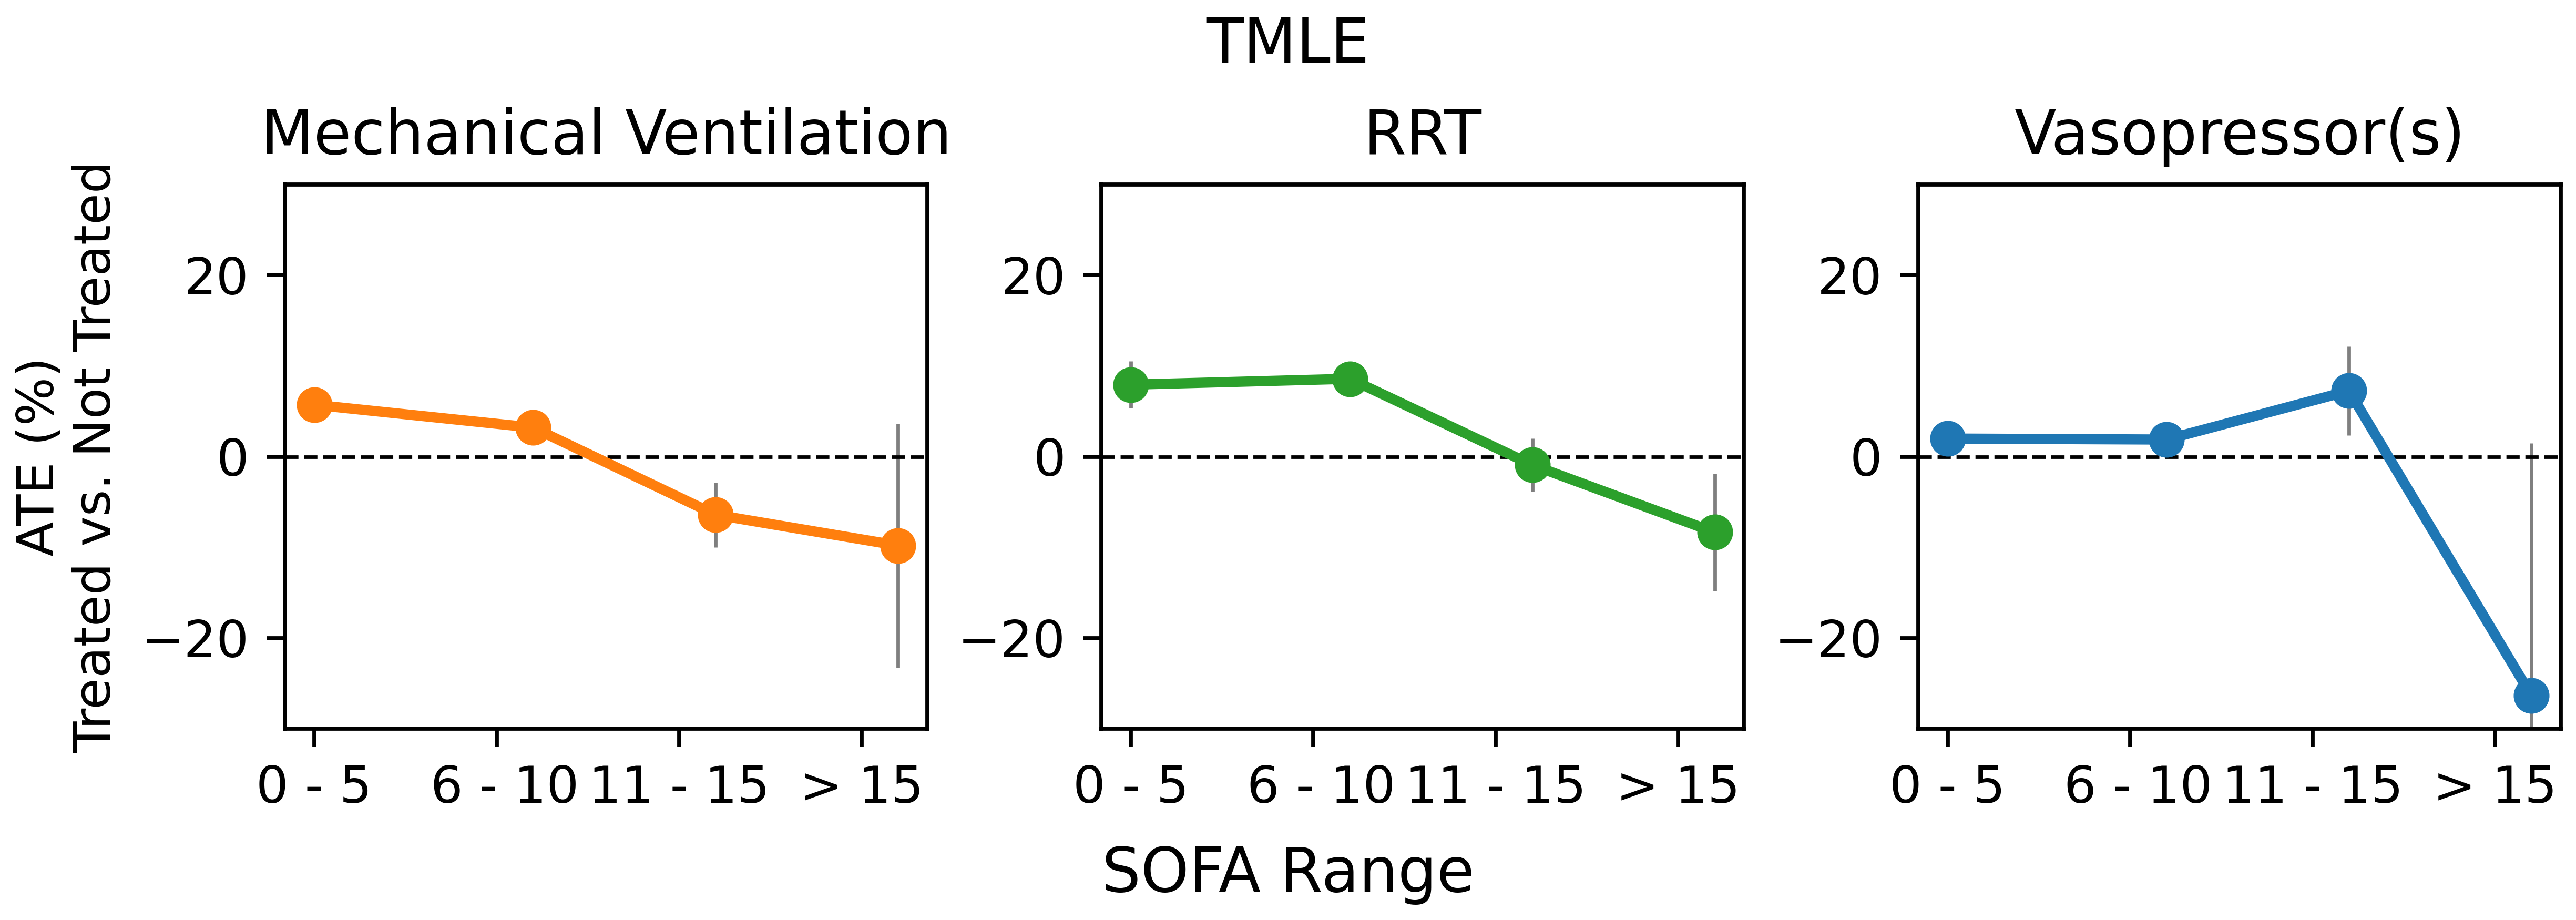 TMLE
Mechanical Ventilation
RRT
Vasopressor(s)
ATE (%)
Treated vs. Not Treated
20
0
−20
0 - 5
6 - 10
11 - 15
> 15
20
0
−20
0 - 5
6 - 10
11 - 15
> 15
20
0
−20
0 - 5
6 - 10
11 - 15
> 15
SOFA Range